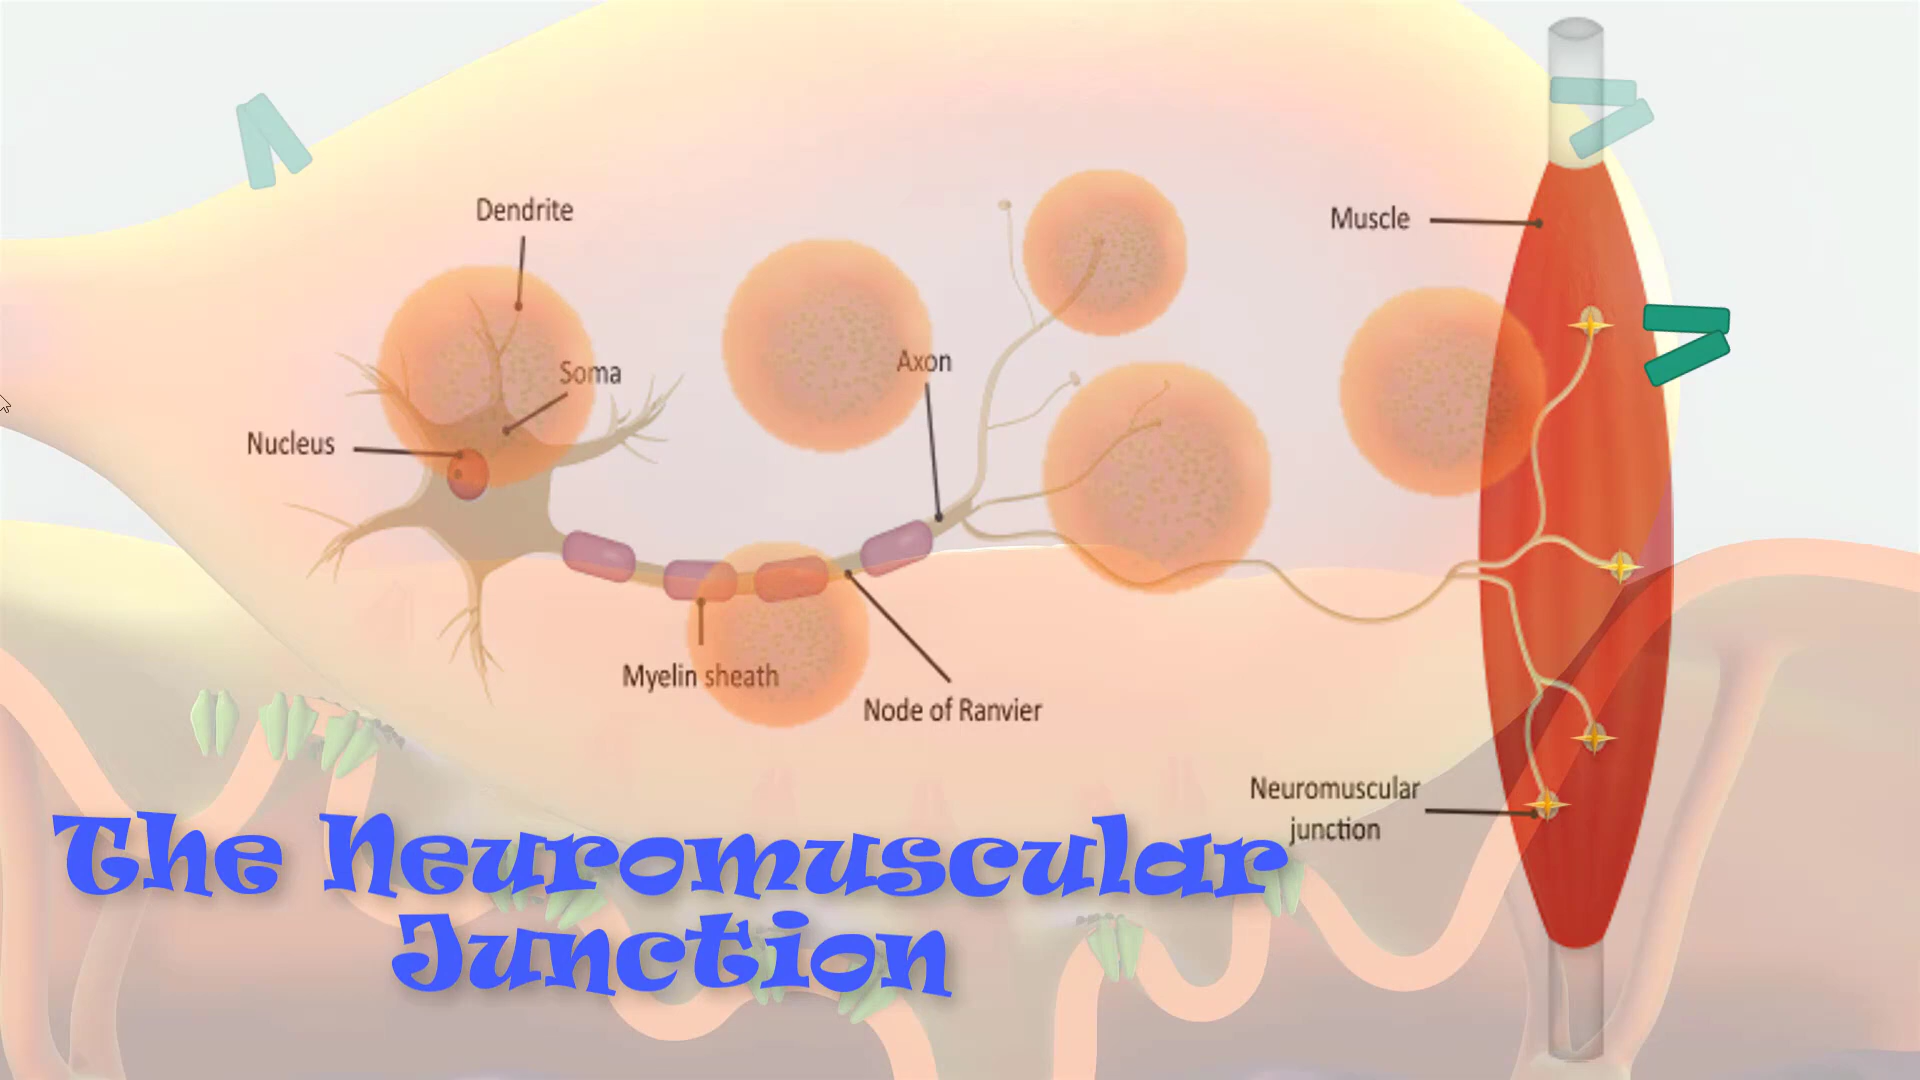 Dendrite
Muscle
Soma
Axon
Nucleus
Myelin sheath
Node of Ranvier
Neuromuscular
junction
The Neuromuscular
Junction